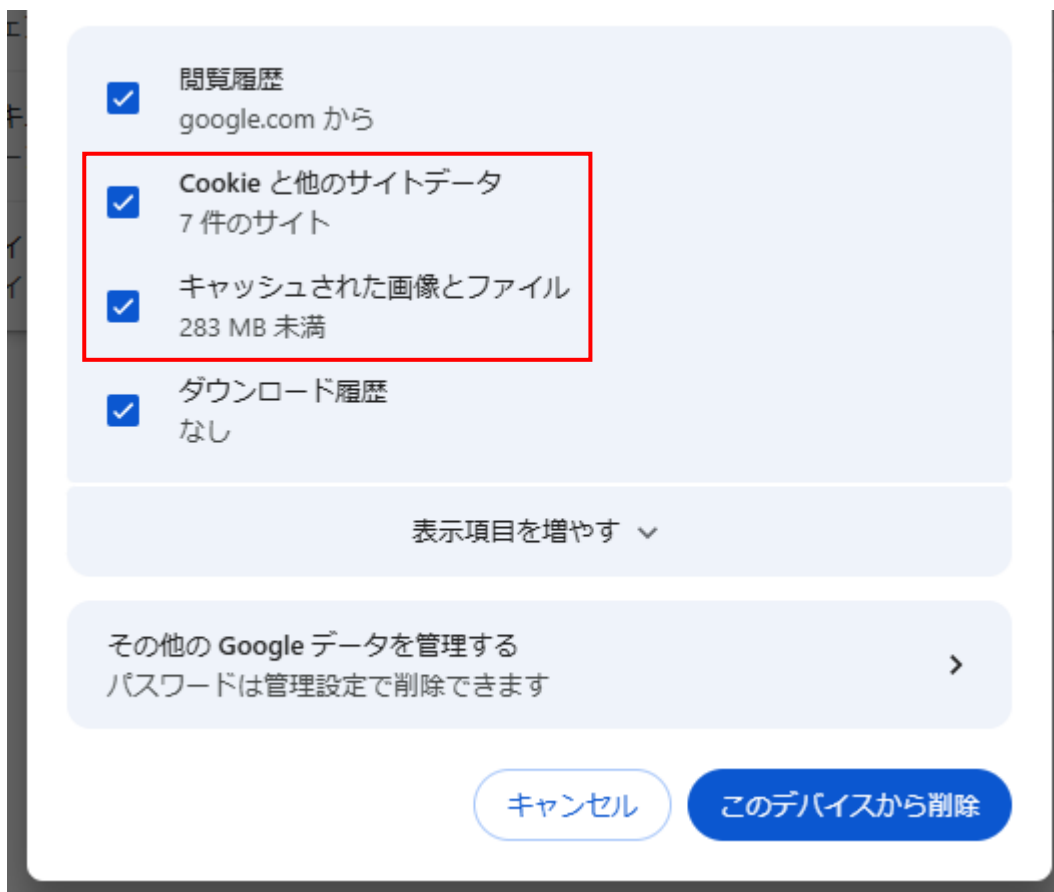 閲覧履歴
google.com から
Cookie と他のサイトデータ
7 件のサイト
キャッシュされた画像とファイル
283 MB 未満
ダウンロード履歴
なし
表示項目を増やす
その他の Google データを管理する
パスワードは管理設定で削除できます
キャンセル
このデバイスから削除